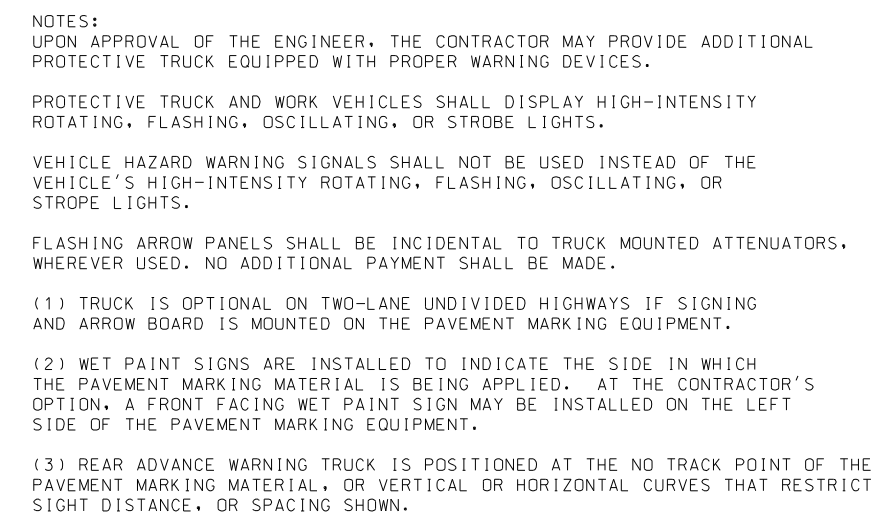 NOTES:
UPON APPROVAL OF THE ENGINEER, THE CONTRACTOR MAY PROVIDE ADDITIONAL
PROTECTIVE TRUCK EQUIPPED WITH PROPER WARNING DEVICES.
PROTECTIVE TRUCK AND WORK VEHICLES SHALL DISPLAY HIGH-INTENSITY
ROTATING, FLASHING, OSCILLATING, OR STROBE LIGHTS.
VEHICLE HAZARD WARNING SIGNALS SHALL NOT BE USED INSTEAD OF THE
VEHICLE'S HIGH-INTENSITY ROTATING, FLASHING, OSCILLATING, OR
STROPE LIGHTS.
FLASHING ARROW PANELS SHALL BE INCIDENTAL TO TRUCK MOUNTED ATTENUATORS,
WHEREVER USED. NO ADDITIONAL PAYMENT SHALL BE MADE.
(1) TRUCK IS OPTIONAL ON TWO-LANE UNDIVIDED HIGHWAYS IF SIGNING
AND ARROW BOARD IS MOUNTED ON THE PAVEMENT MARKING EQUIPMENT.
(2) WET PAINT SIGNS ARE INSTALLED TO INDICATE THE SIDE IN WHICH
THE PAVEMENT MARKING MATERIAL IS BEING APPLIED.  AT THE CONTRACTOR'S
OPTION, A FRONT FACING WET PAINT SIGN MAY BE INSTALLED ON THE LEFT
SIDE OF THE PAVEMENT MARKING EQUIPMENT.
(3) REAR ADVANCE WARNING TRUCK IS POSITIONED AT THE NO TRACK POINT OF THE
PAVEMENT MARKING MATERIAL, OR VERTICAL OR HORIZONTAL CURVES THAT RESTRICT
SIGHT DISTANCE, OR SPACING SHOWN.